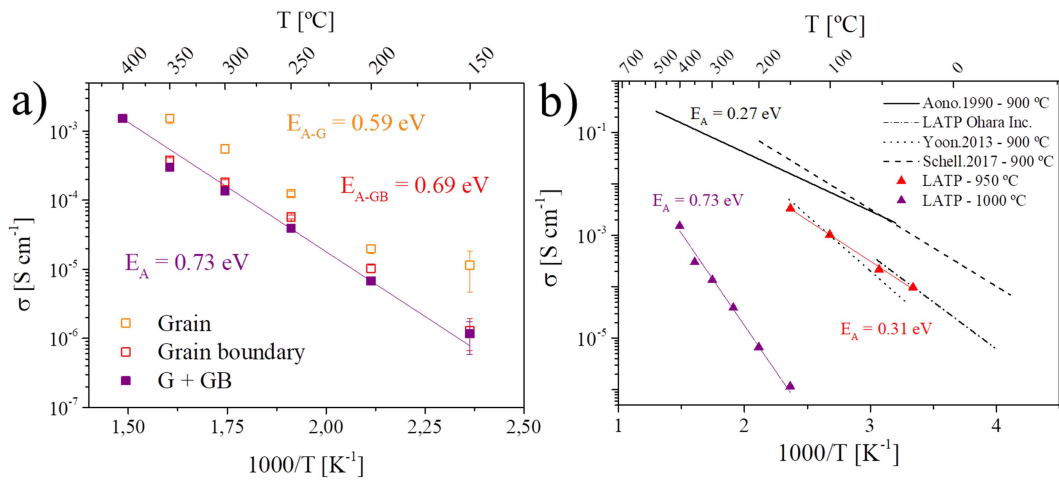 T [ºC]
400 350 300 250 200 150
a)
E_A-G = 0.59 eV
E_A-GB = 0.69 eV
E_A = 0.73 eV
Grain
Grain boundary
G + GB
σ [S cm⁻¹]
10⁻³
10⁻⁴
10⁻⁵
10⁻⁶
10⁻⁷
1,50 1,75 2,00 2,25 2,50
1000/T [K⁻¹]
T [ºC]
700 500 400 300 200 100 0
b)
E_A = 0.27 eV
Aono.1990 - 900 ºC
LATP Ohara Inc.
Yoon.2013 - 900 ºC
Schell.2017 - 900 ºC
LATP - 950 ºC
LATP - 1000 ºC
E_A = 0.73 eV
E_A = 0.31 eV
σ [S cm⁻¹]
10⁻¹
10⁻³
10⁻⁵
1 2 3 4
1000/T [K⁻¹]